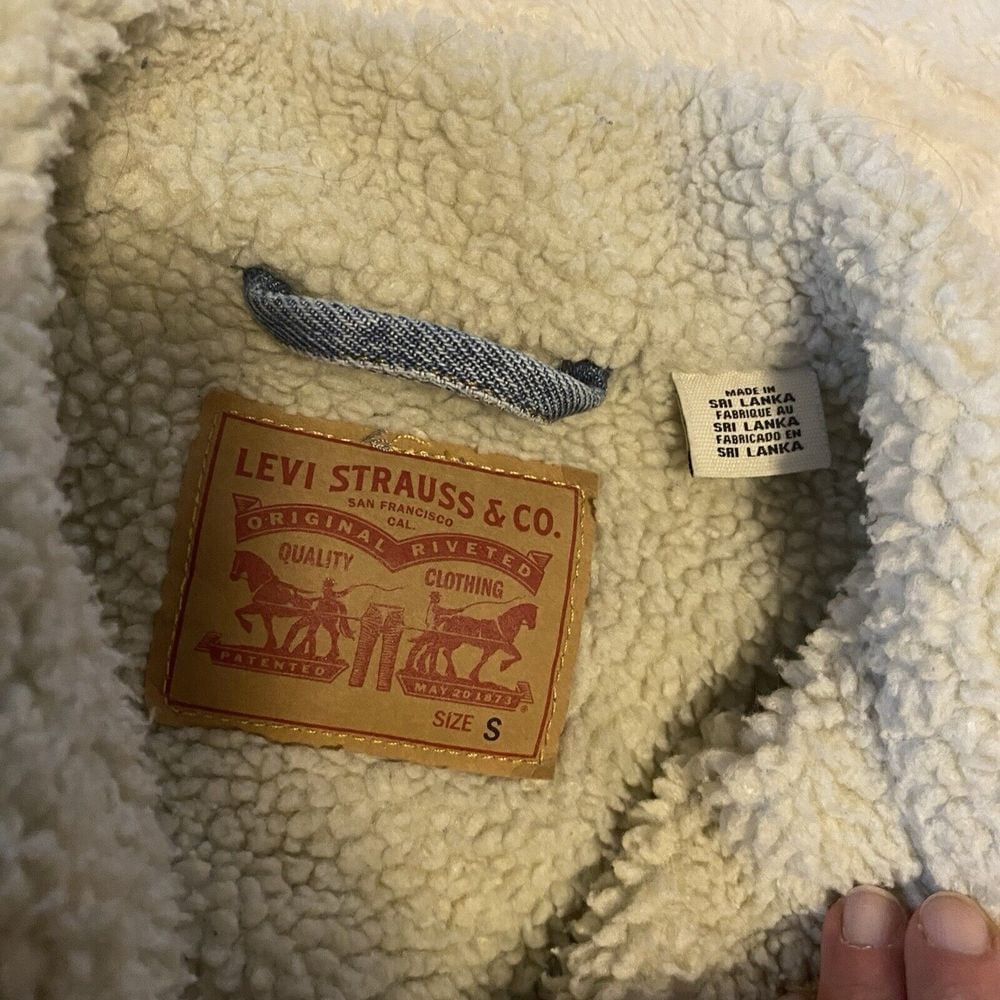 LEVI STRAUSS & CO.
SAN FRANCISCO
CAL.
ORIGINAL RIVETED
QUALITY CLOTHING
PATENTED MAY 20 1873
®
SIZE S
MADE IN
SRI LANKA
FABRIQUE AU
SRI LANKA
FABRICADO EN
SRI LANKA